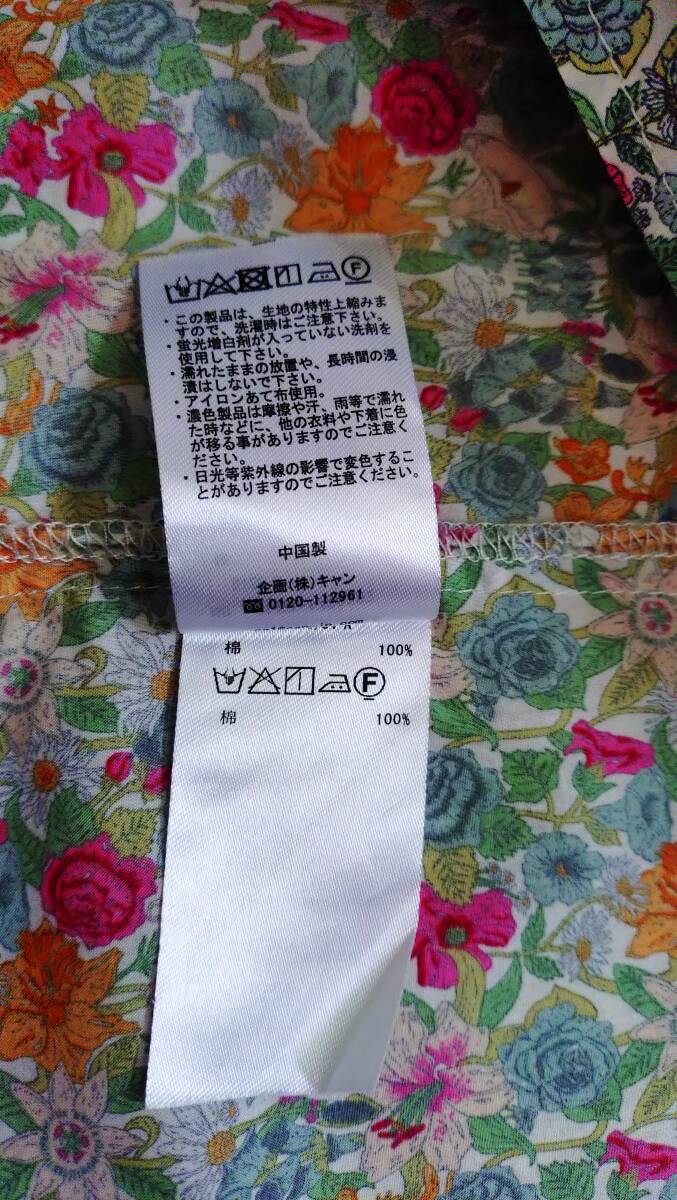 ・この製品は、生地の特性上縮みま
すので、洗濯時はご注意下さい。
・蛍光増白剤が入っていない洗剤を
使用して下さい。
・濡れたままの放置や、長時間の浸
漬はしないで下さい。
・アイロンあて布使用。
・濃色製品は摩擦や汗、雨等で濡れ
た時などに、他の衣料や下着に色
が移る事がありますのでご注意く
ださい。
・日光等紫外線の影響で変色するこ
とがありますのでご注意ください。
中国製
企画(株)キャン
0120-112961
棉 100%
F
棉 100%